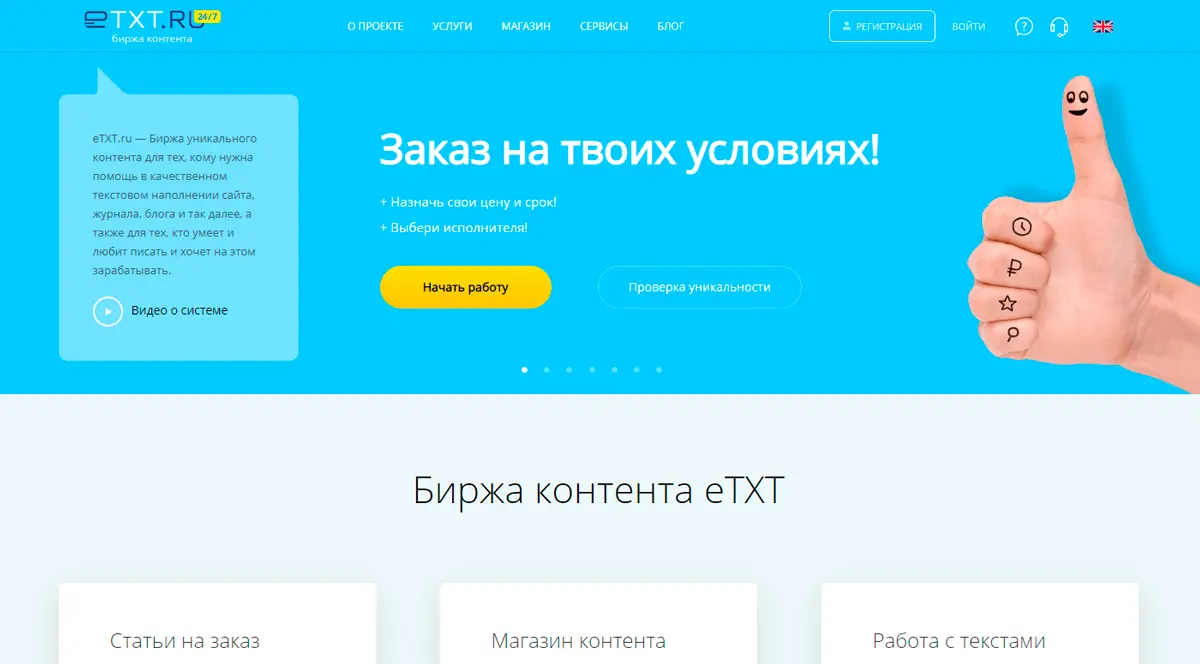 eTXT.RU 24/7
биржа контента
О ПРОЕКТЕ УСЛУГИ МАГАЗИН СЕРВИСЫ БЛОГ РЕГИСТРАЦИЯ ВОЙТИ
eTXT.ru — Биржа уникального
контента для тех, кому нужна
помощь в качественном
текстовом наполнении сайта,
журнала, блога и так далее, а
также для тех, кто умеет и
любит писать и хочет на этом
зарабатывать.
Видео о системе
Заказ на твоих условиях!
+ Назначь свои цену и срок!
+ Выбери исполнителя!
Начать работу Проверка уникальности
Биржа контента eTXT
Статьи на заказ Магазин контента Работа с текстами